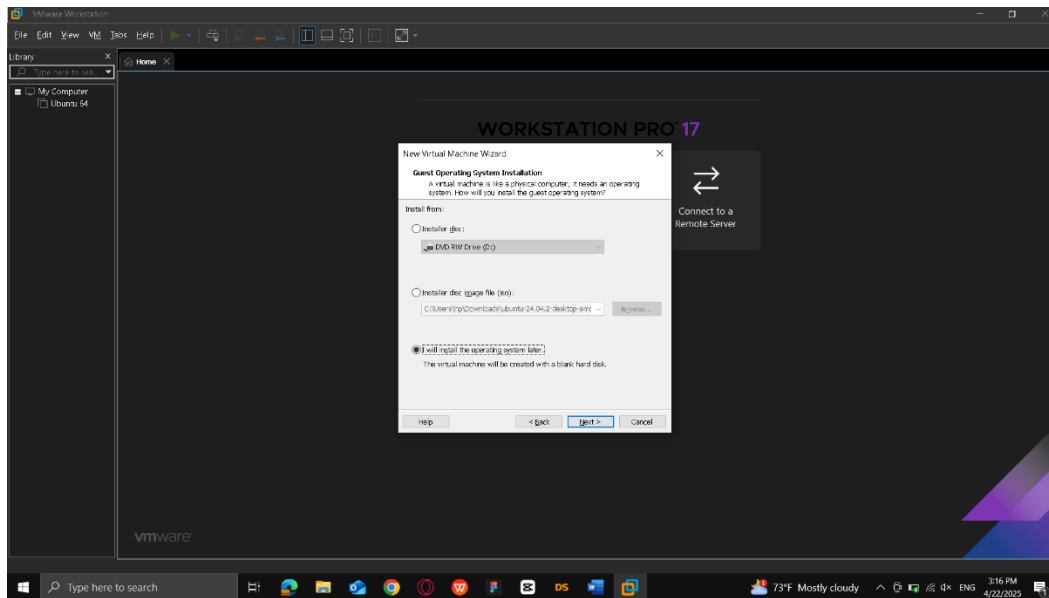 VMware Workstation
File Edit View VM Tabs Help
Library
Type here to sea...
My Computer
Ubuntu 64
Home
WORKSTATION PRO 17
Connect to a
Remote Server
New Virtual Machine Wizard
Guest Operating System Installation
A virtual machine is like a physical computer; it needs an operating
system. How will you install the guest operating system?
Install from:
Installer disc:
DVD RW Drive (D:)
Installer disc image file (iso):
C:\Users\hp\Downloads\ubuntu-24.04.2-desktop-amd
Browse...
I will install the operating system later.
The virtual machine will be created with a blank hard disk.
Help
< Back
Next >
Cancel
vmware
Type here to search
DS
73°F Mostly cloudy
ENG
3:16 PM
4/22/2025